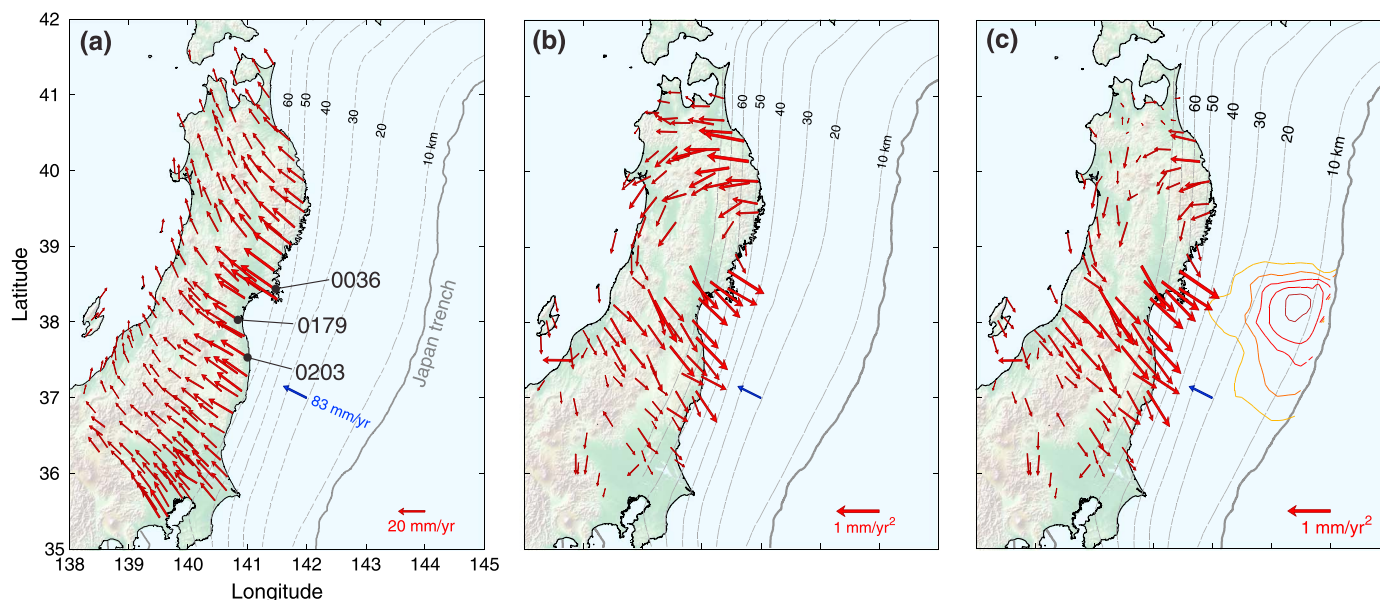 (a)
(b)
(c)
42
41
40
39
38
37
36
35
Latitude
138
139
140
141
142
143
144
145
Longitude
60
50
40
30
20
10 km
0036
0179
0203
83 mm/yr
Japan trench
20 mm/yr
60
50
40
30
20
10 km
1 mm/yr²
60
50
40
30
20
10 km
1 mm/yr²